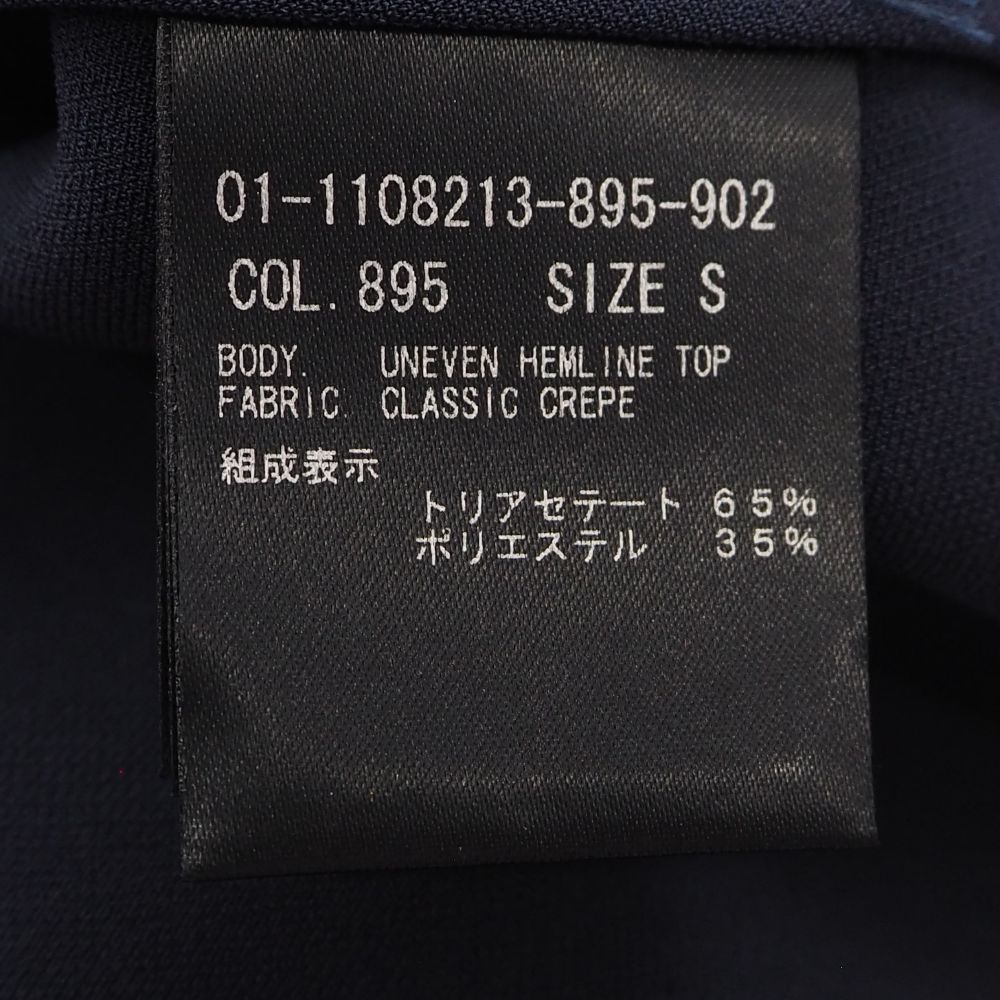 01-1108213-895-902
COL. 895 SIZE S
BODY. UNEVEN HEMLINE TOP
FABRIC CLASSIC CREPE
組成表示
トリアセテート 65%
ポリエステル 35%